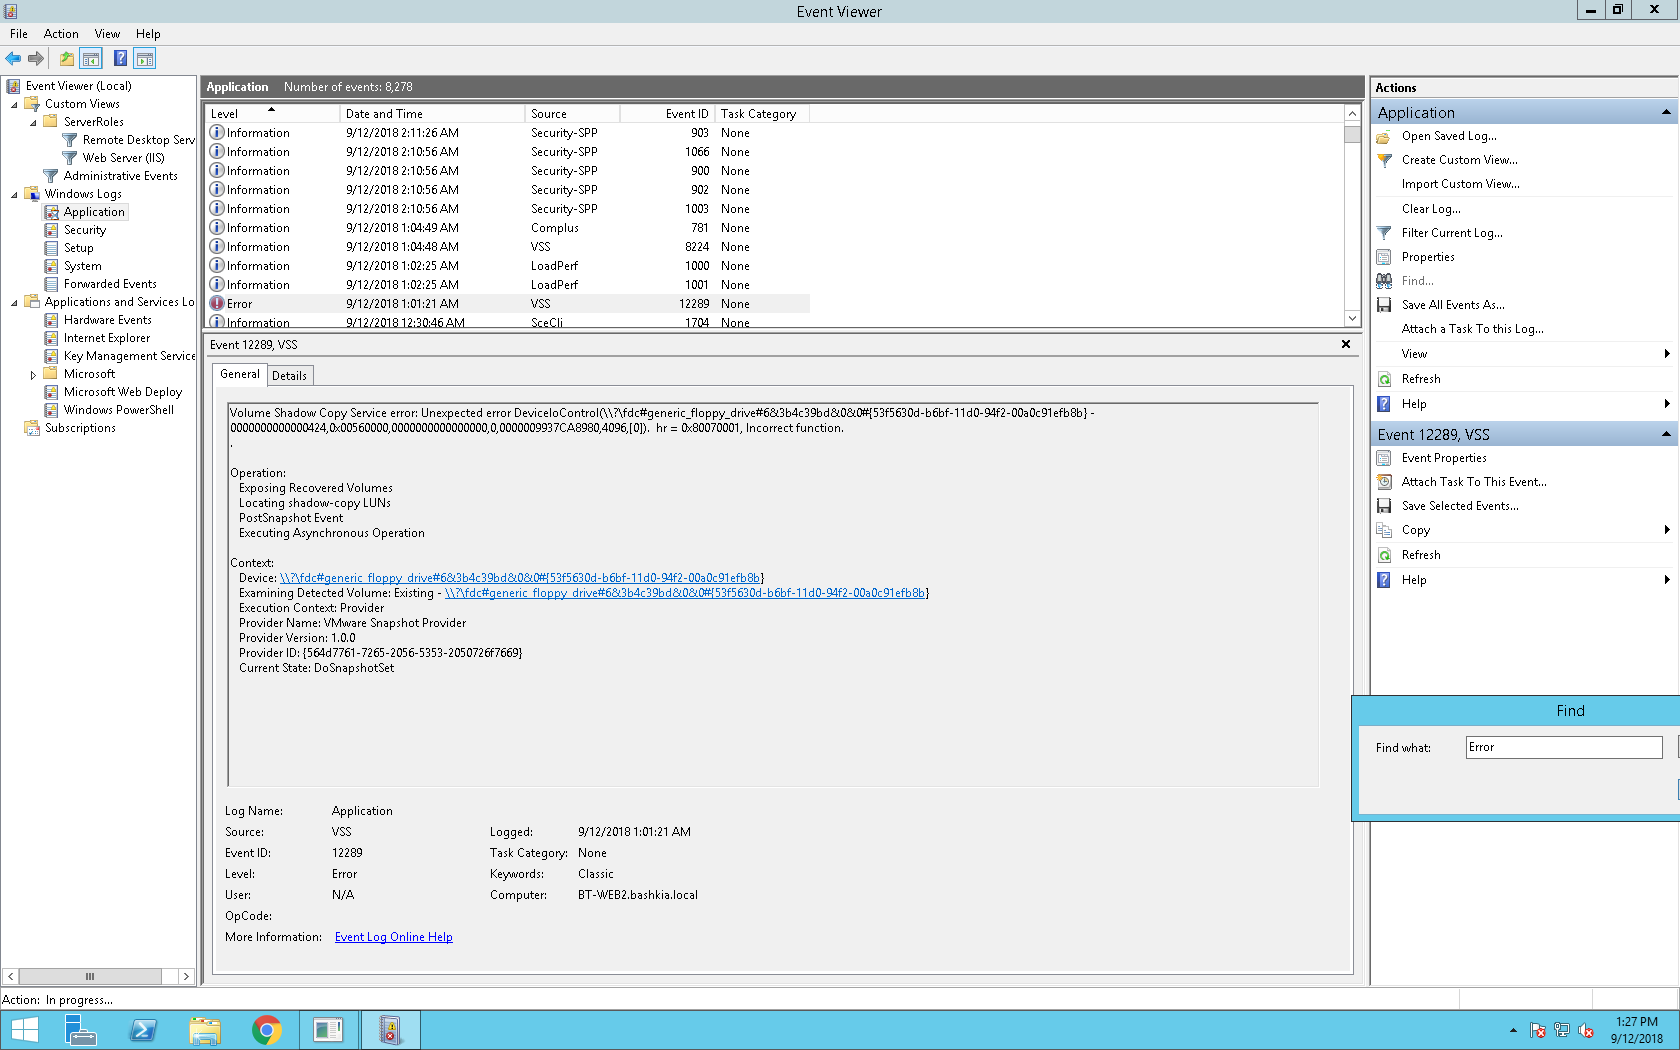 Event Viewer
File Action View Help
Event Viewer (Local)
Custom Views
ServerRoles
Remote Desktop Serv
Web Server (IIS)
Administrative Events
Windows Logs
Application
Security
Setup
System
Forwarded Events
Applications and Services Lo
Hardware Events
Internet Explorer
Key Management Service
Microsoft
Microsoft Web Deploy
Windows PowerShell
Subscriptions
Application Number of events: 8,278
Level Date and Time Source Event ID Task Category
Information 9/12/2018 2:11:26 AM Security-SPP 903 None
Information 9/12/2018 2:10:56 AM Security-SPP 1066 None
Information 9/12/2018 2:10:56 AM Security-SPP 900 None
Information 9/12/2018 2:10:56 AM Security-SPP 902 None
Information 9/12/2018 2:10:56 AM Security-SPP 1003 None
Information 9/12/2018 1:04:49 AM Complus 781 None
Information 9/12/2018 1:04:48 AM VSS 8224 None
Information 9/12/2018 1:02:25 AM LoadPerf 1000 None
Information 9/12/2018 1:02:25 AM LoadPerf 1001 None
Error 9/12/2018 1:01:21 AM VSS 12289 None
Information 9/12/2018 12:30:46 AM SceCli 1704 None
Event 12289, VSS
General Details
Volume Shadow Copy Service error: Unexpected error DeviceIoControl(\\?\fdc#generic_floppy_drive#6&3b4c39bd&0&0#{53f5630d-b6bf-11d0-94f2-00a0c91efb8b} -
0000000000000424,0x00560000,0000000000000000,0,0000009937CA8980,4096,[0]). hr = 0x80070001, Incorrect function.
.
Operation:
Exposing Recovered Volumes
Locating shadow-copy LUNs
PostSnapshot Event
Executing Asynchronous Operation
Context:
Device: \\?\fdc#generic_floppy_drive#6&3b4c39bd&0&0#{53f5630d-b6bf-11d0-94f2-00a0c91efb8b}
Examining Detected Volume: Existing - \\?\fdc#generic_floppy_drive#6&3b4c39bd&0&0#{53f5630d-b6bf-11d0-94f2-00a0c91efb8b}
Execution Context: Provider
Provider Name: VMware Snapshot Provider
Provider Version: 1.0.0
Provider ID: {564d7761-7265-2056-5353-2050726f7669}
Current State: DoSnapshotSet
Log Name: Application
Source: VSS Logged: 9/12/2018 1:01:21 AM
Event ID: 12289 Task Category: None
Level: Error Keywords: Classic
User: N/A Computer: BT-WEB2.bashkia.local
OpCode:
More Information: Event Log Online Help
Actions
Application
Open Saved Log...
Create Custom View...
Import Custom View...
Clear Log...
Filter Current Log...
Properties
Find...
Save All Events As...
Attach a Task To this Log...
View
Refresh
Help
Event 12289, VSS
Event Properties
Attach Task To This Event...
Save Selected Events...
Copy
Refresh
Help
Find
Find what: Error
Action: In progress...
1:27 PM
9/12/2018